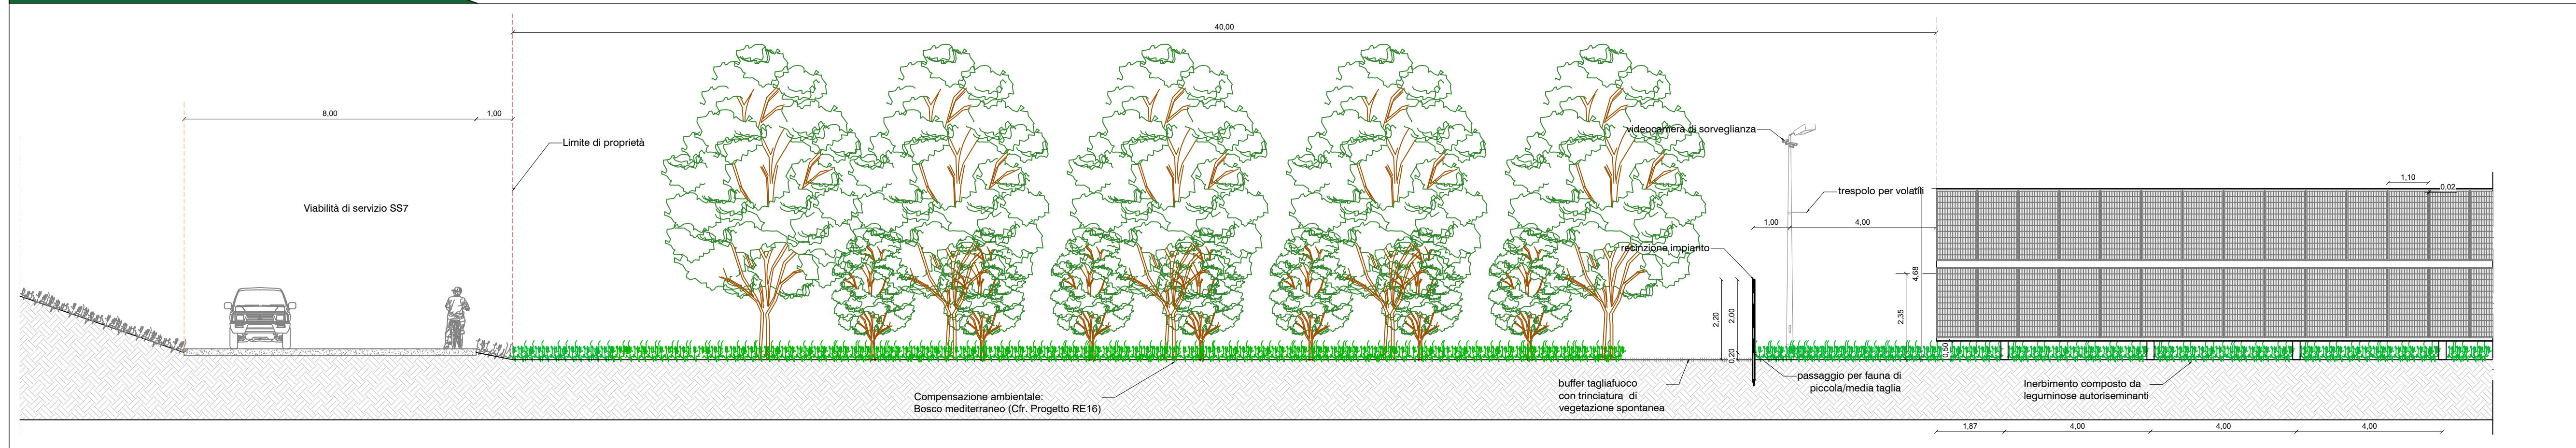 40,00
8,00
1,00
Limite di proprietà
videocamera di sorveglianza
1,10
0,02
trespolo per volatili
Viabilità di servizio SS7
1,00
4,00
recinzione impianto
4,68
2,35
2,20
2,00
0,20
0,50
passaggio per fauna di
piccola/media taglia
buffer tagliafuoco
con trinciatura di
vegetazione spontanea
Inerbimento composto da
leguminose autoriseminanti
Compensazione ambientale:
Bosco mediterraneo (Cfr. Progetto RE16)
1,87
4,00
4,00
4,00